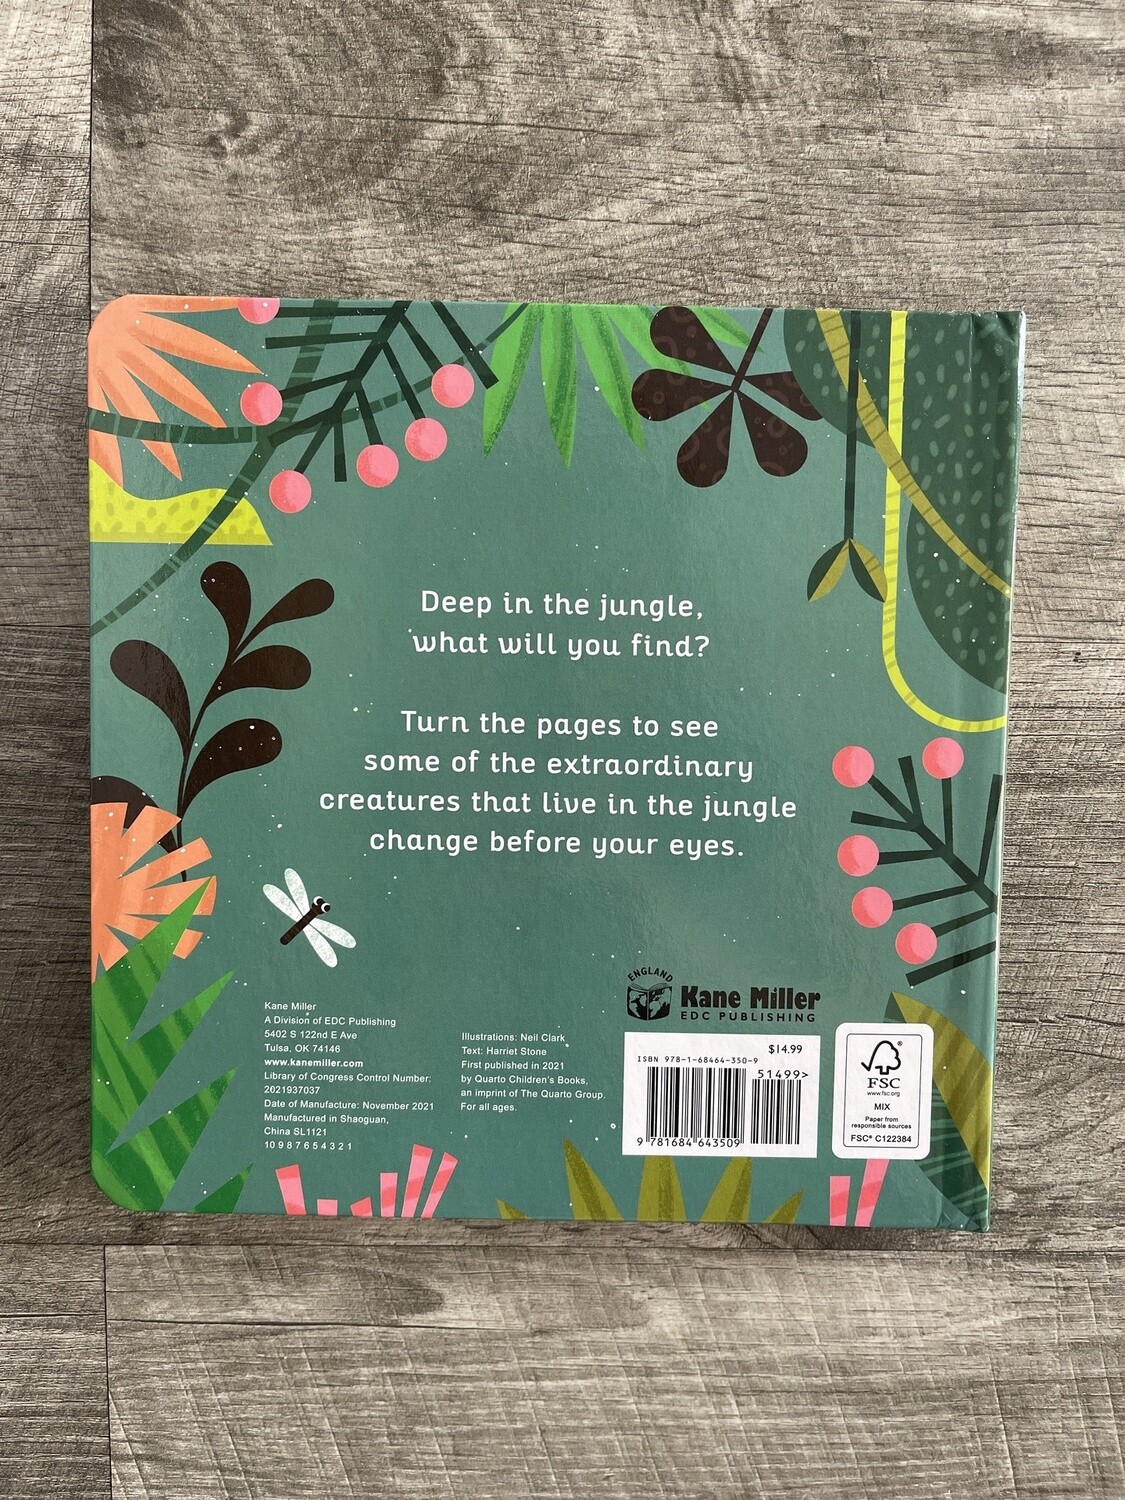 Deep in the jungle,
what will you find?
Turn the pages to see
some of the extraordinary
creatures that live in the jungle
change before your eyes.
Kane Miller
A Division of EDC Publishing
5402 S 122nd E Ave
Tulsa, OK 74146
www.kanemiller.com
Library of Congress Control Number:
2021937037
Date of Manufacture: November 2021
Manufactured in Shaoguan,
China SL1121
10 9 8 7 6 5 4 3 2 1
Illustrations: Neil Clark
Text: Harriet Stone
First published in 2021
by Quarto Children's Books,
an imprint of The Quarto Group.
For all ages.
ENGLAND
Kane Miller
EDC PUBLISHING
$14.99
ISBN 978-1-68464-350-9
51499>
9 781684 643509
FSC
www.fsc.org
MIX
Paper from
responsible sources
FSC® C122384